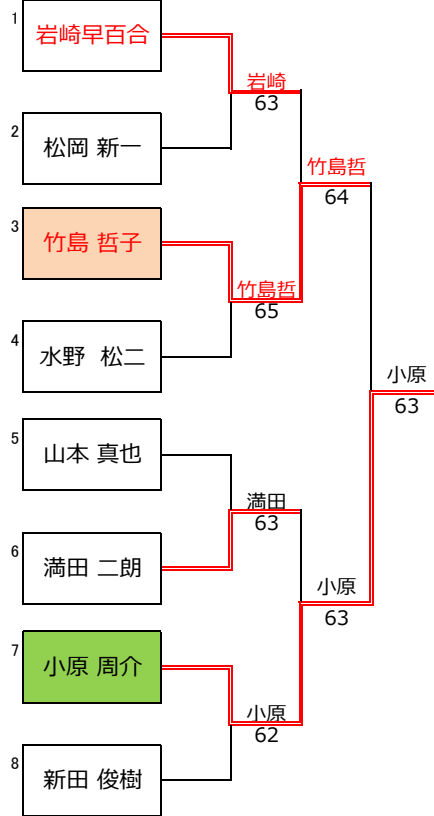 1
岩崎早百合
岩崎
63
2
松岡 新一
竹島哲
64
3
竹島 哲子
竹島哲
65
4
水野 松二
小原
63
5
山本 真也
満田
63
6
満田 二朗
小原
63
7
小原 周介
小原
62
8
新田 俊樹